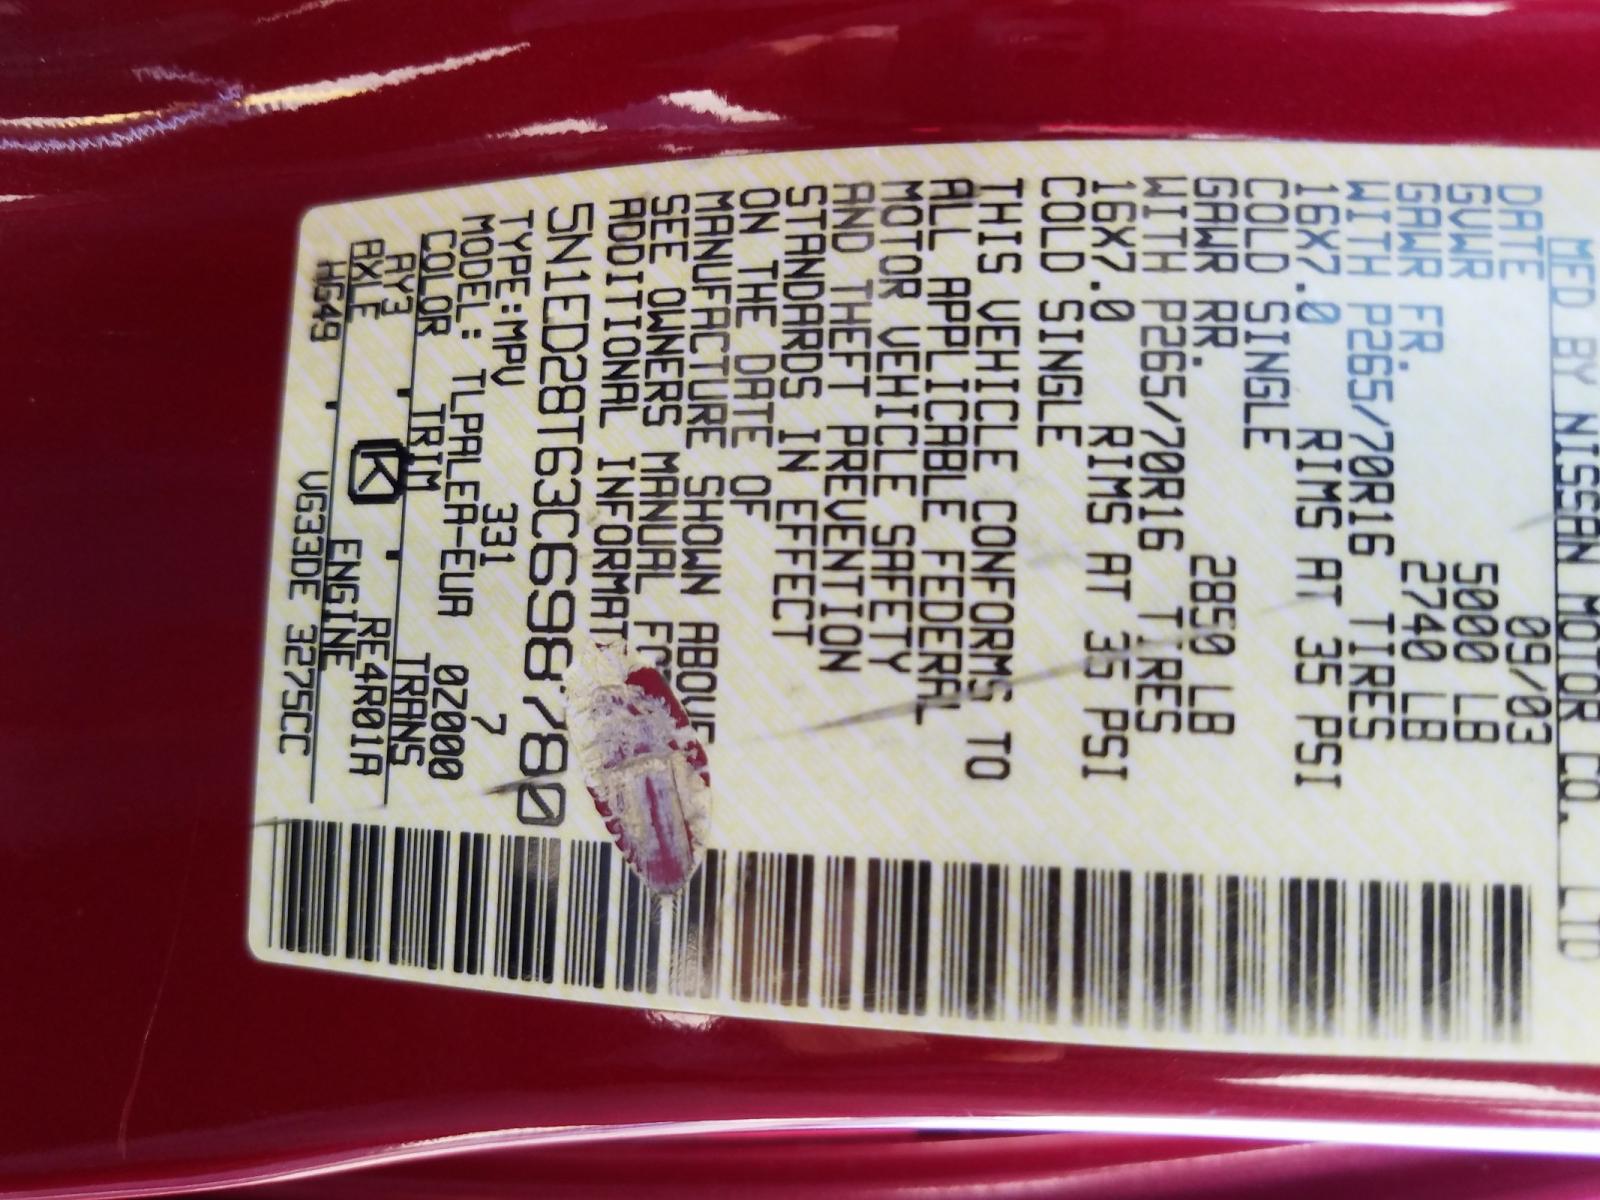 MFD BY NISSAN MOTOR CO., LTD
DATE 09/03
GVWR 5000 LB
GAWR FR. 2740 LB
WITH P265/70R16 TIRES
16X7.0 RIMS AT 35 PSI
COLD SINGLE
GAWR RR. 2850 LB
WITH P265/70R16 TIRES
16X7.0 RIMS AT 35 PSI
COLD SINGLE
THIS VEHICLE CONFORMS TO
ALL APPLICABLE FEDERAL
MOTOR VEHICLE SAFETY
AND THEFT PREVENTION
STANDARDS IN EFFECT
ON THE DATE OF
MANUFACTURE SHOWN ABOVE
SEE OWNERS MANUAL FO
ADDITIONAL INFORMAT
5N1ED28T63C698780
TYPE:MPV 331 7
MODEL: TLPALEA-EUA 0Z000
COLOR TRIM TRANS
AY3 K RE4R01A
AXLE ENGINE
HG49 VG33DE 3275CC